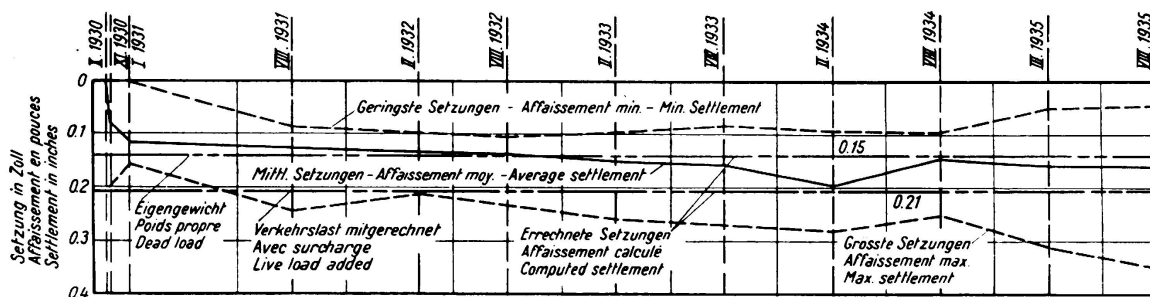 X. 1930
XI. 1930
I. 1931
VIII. 1931
II. 1932
VIII. 1932
II. 1933
VIII. 1933
II. 1934
VIII. 1934
III. 1935
VIII. 1935
Setzung in Zoll
Affaissement en pouces
Settlement in inches
0
0.1
0.2
0.3
0.4
Geringste Setzungen - Affaissement min. - Min. Settlement
0.15
Mittl. Setzungen - Affaissement moy. - Average settlement
0.21
Eigengewicht
Poids propre
Dead load
Verkehrslast mitgerechnet
Avec surcharge
Live load added
Errechnete Setzungen
Affaissement calculé
Computed settlement
Grosste Setzungen
Affaissement max.
Max. settlement